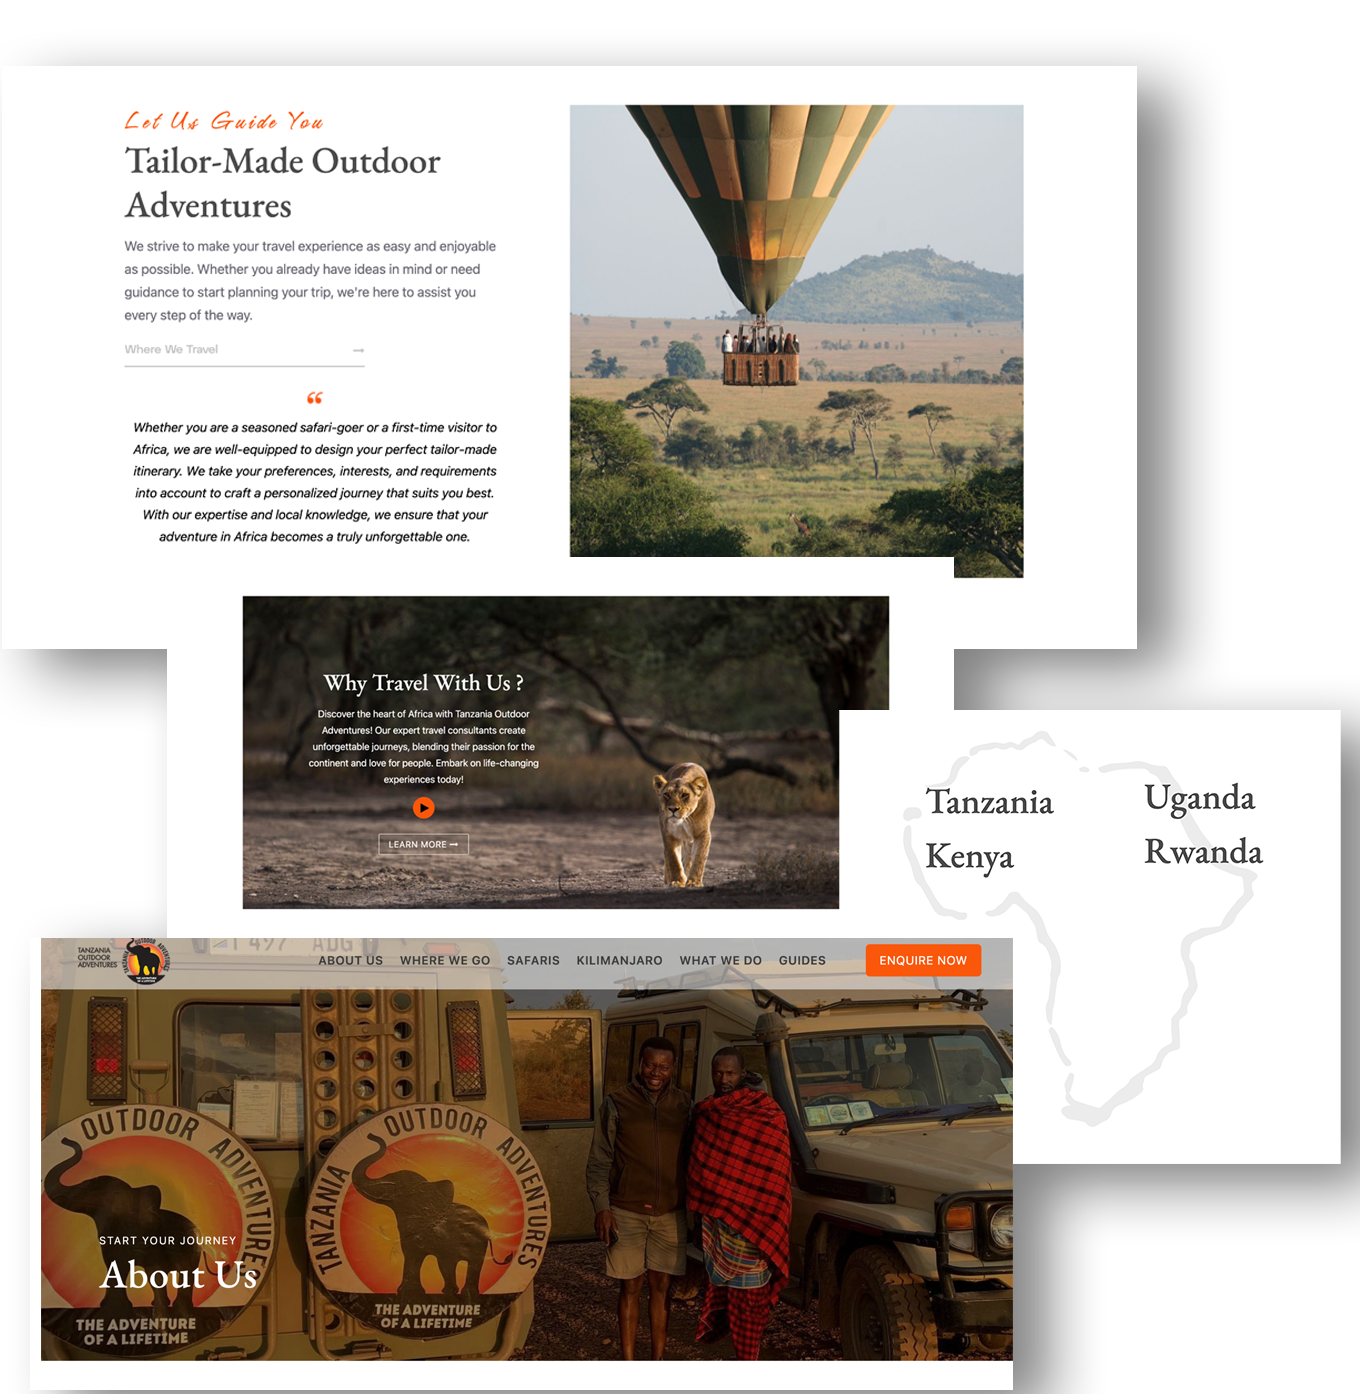 Let Us Guide You
Tailor-Made Outdoor
Adventures
We strive to make your travel experience as easy and enjoyable
as possible. Whether you already have ideas in mind or need
guidance to start planning your trip, we're here to assist you
every step of the way.
Where We Travel →
“
Whether you are a seasoned safari-goer or a first-time visitor to
Africa, we are well-equipped to design your perfect tailor-made
itinerary. We take your preferences, interests, and requirements
into account to craft a personalized journey that suits you best.
With our expertise and local knowledge, we ensure that your
adventure in Africa becomes a truly unforgettable one.
Why Travel With Us ?
Discover the heart of Africa with Tanzania Outdoor
Adventures! Our expert travel consultants create
unforgettable journeys, blending their passion for the
continent and love for people. Embark on life-changing
experiences today!
LEARN MORE →
Tanzania
Kenya
Uganda
Rwanda
TANZANIA
OUTDOOR
ADVENTURES
TANZANIA OUTDOOR ADVENTURES
THE ADVENTURE
OF A LIFETIME
ABOUT US WHERE WE GO SAFARIS KILIMANJARO WHAT WE DO GUIDES
ENQUIRE NOW
T 497 ADG
OUTDOOR ADVENTURES
THE ADVENTURE
OF A LIFETIME
TANZANIA OUTDOOR ADVENTURES
THE ADVENTURE
OF A LIFETIME
START YOUR JOURNEY
About Us